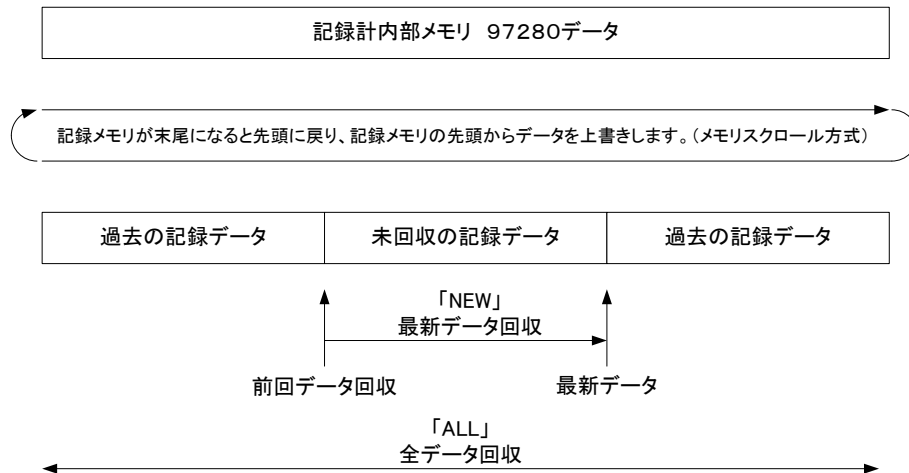 記録計内部メモリ 97280データ
記録メモリが末尾になると先頭に戻り、記録メモリの先頭からデータを上書きします。(メモリスクロール方式)
過去の記録データ
未回収の記録データ
過去の記録データ
「NEW」
最新データ回収
前回データ回収
最新データ
「ALL」
全データ回収